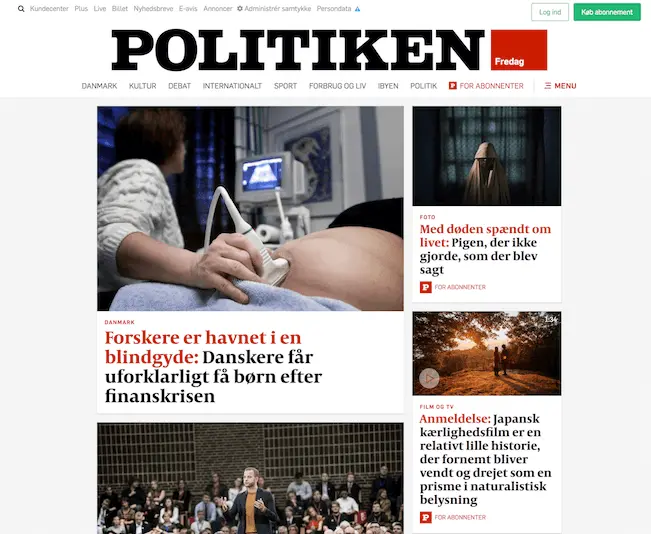 Kundecenter Plus Live Billet Nyhedsbreve E-avis Annoncer Administrér samtykke Persondata
Log ind
Køb abonnement
POLITIKEN
Fredag
DANMARK KULTUR DEBAT INTERNATIONALT SPORT FORBRUG OG LIV IBYEN POLITIK P FOR ABONNENTER MENU
DANMARK
Forskere er havnet i en
blindgyde: Danskere får
uforklarligt få børn efter
finanskrisen
FOTO
Med døden spændt om
livet: Pigen, der ikke
gjorde, som der blev
sagt
P FOR ABONNENTER
1:34
FILM OG TV
Anmeldelse: Japansk
kærlighedsfilm er en
relativt lille historie,
der fornemt bliver
vendt og drejet som en
prisme i naturalistisk
belysning
P FOR ABONNENTER